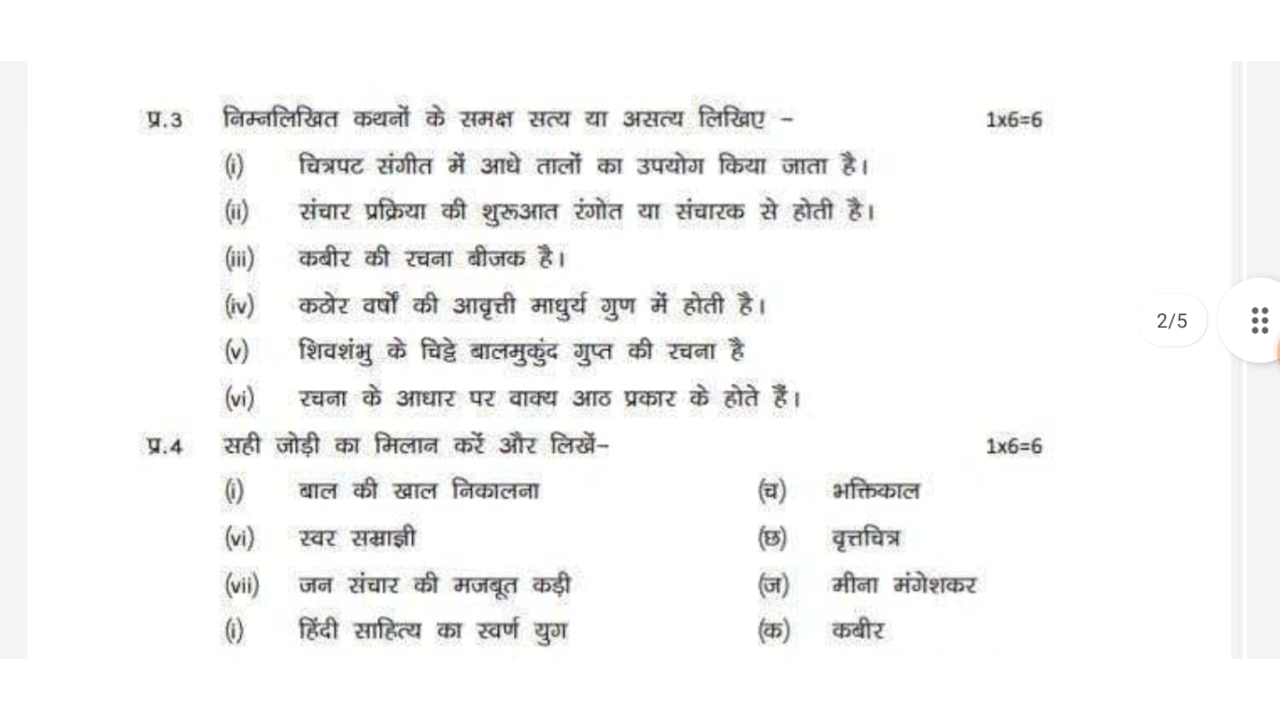 प्र.3 निम्नलिखित कथनों के समक्ष सत्य या असत्य लिखिए – 1x6=6
(i) चित्रपट संगीत में आधे तालों का उपयोग किया जाता है।
(ii) संचार प्रक्रिया की शुरूआत रंगोत या संचारक से होती है।
(iii) कबीर की रचना बीजक है।
(iv) कठोर वर्षों की आवृत्ती माधुर्य गुण में होती है।
(v) शिवशंभु के चिट्ठे बालमुकुंद गुप्त की रचना है
(vi) रचना के आधार पर वाक्य आठ प्रकार के होते हैं।
प्र.4 सही जोड़ी का मिलान करें और लिखें– 1x6=6
(i) बाल की खाल निकालना (च) भक्तिकाल
(vi) स्वर सम्राज्ञी (छ) वृत्तचित्र
(vii) जन संचार की मजबूत कड़ी (ज) मीना मंगेशकर
(i) हिंदी साहित्य का स्वर्ण युग (क) कबीर
2/5